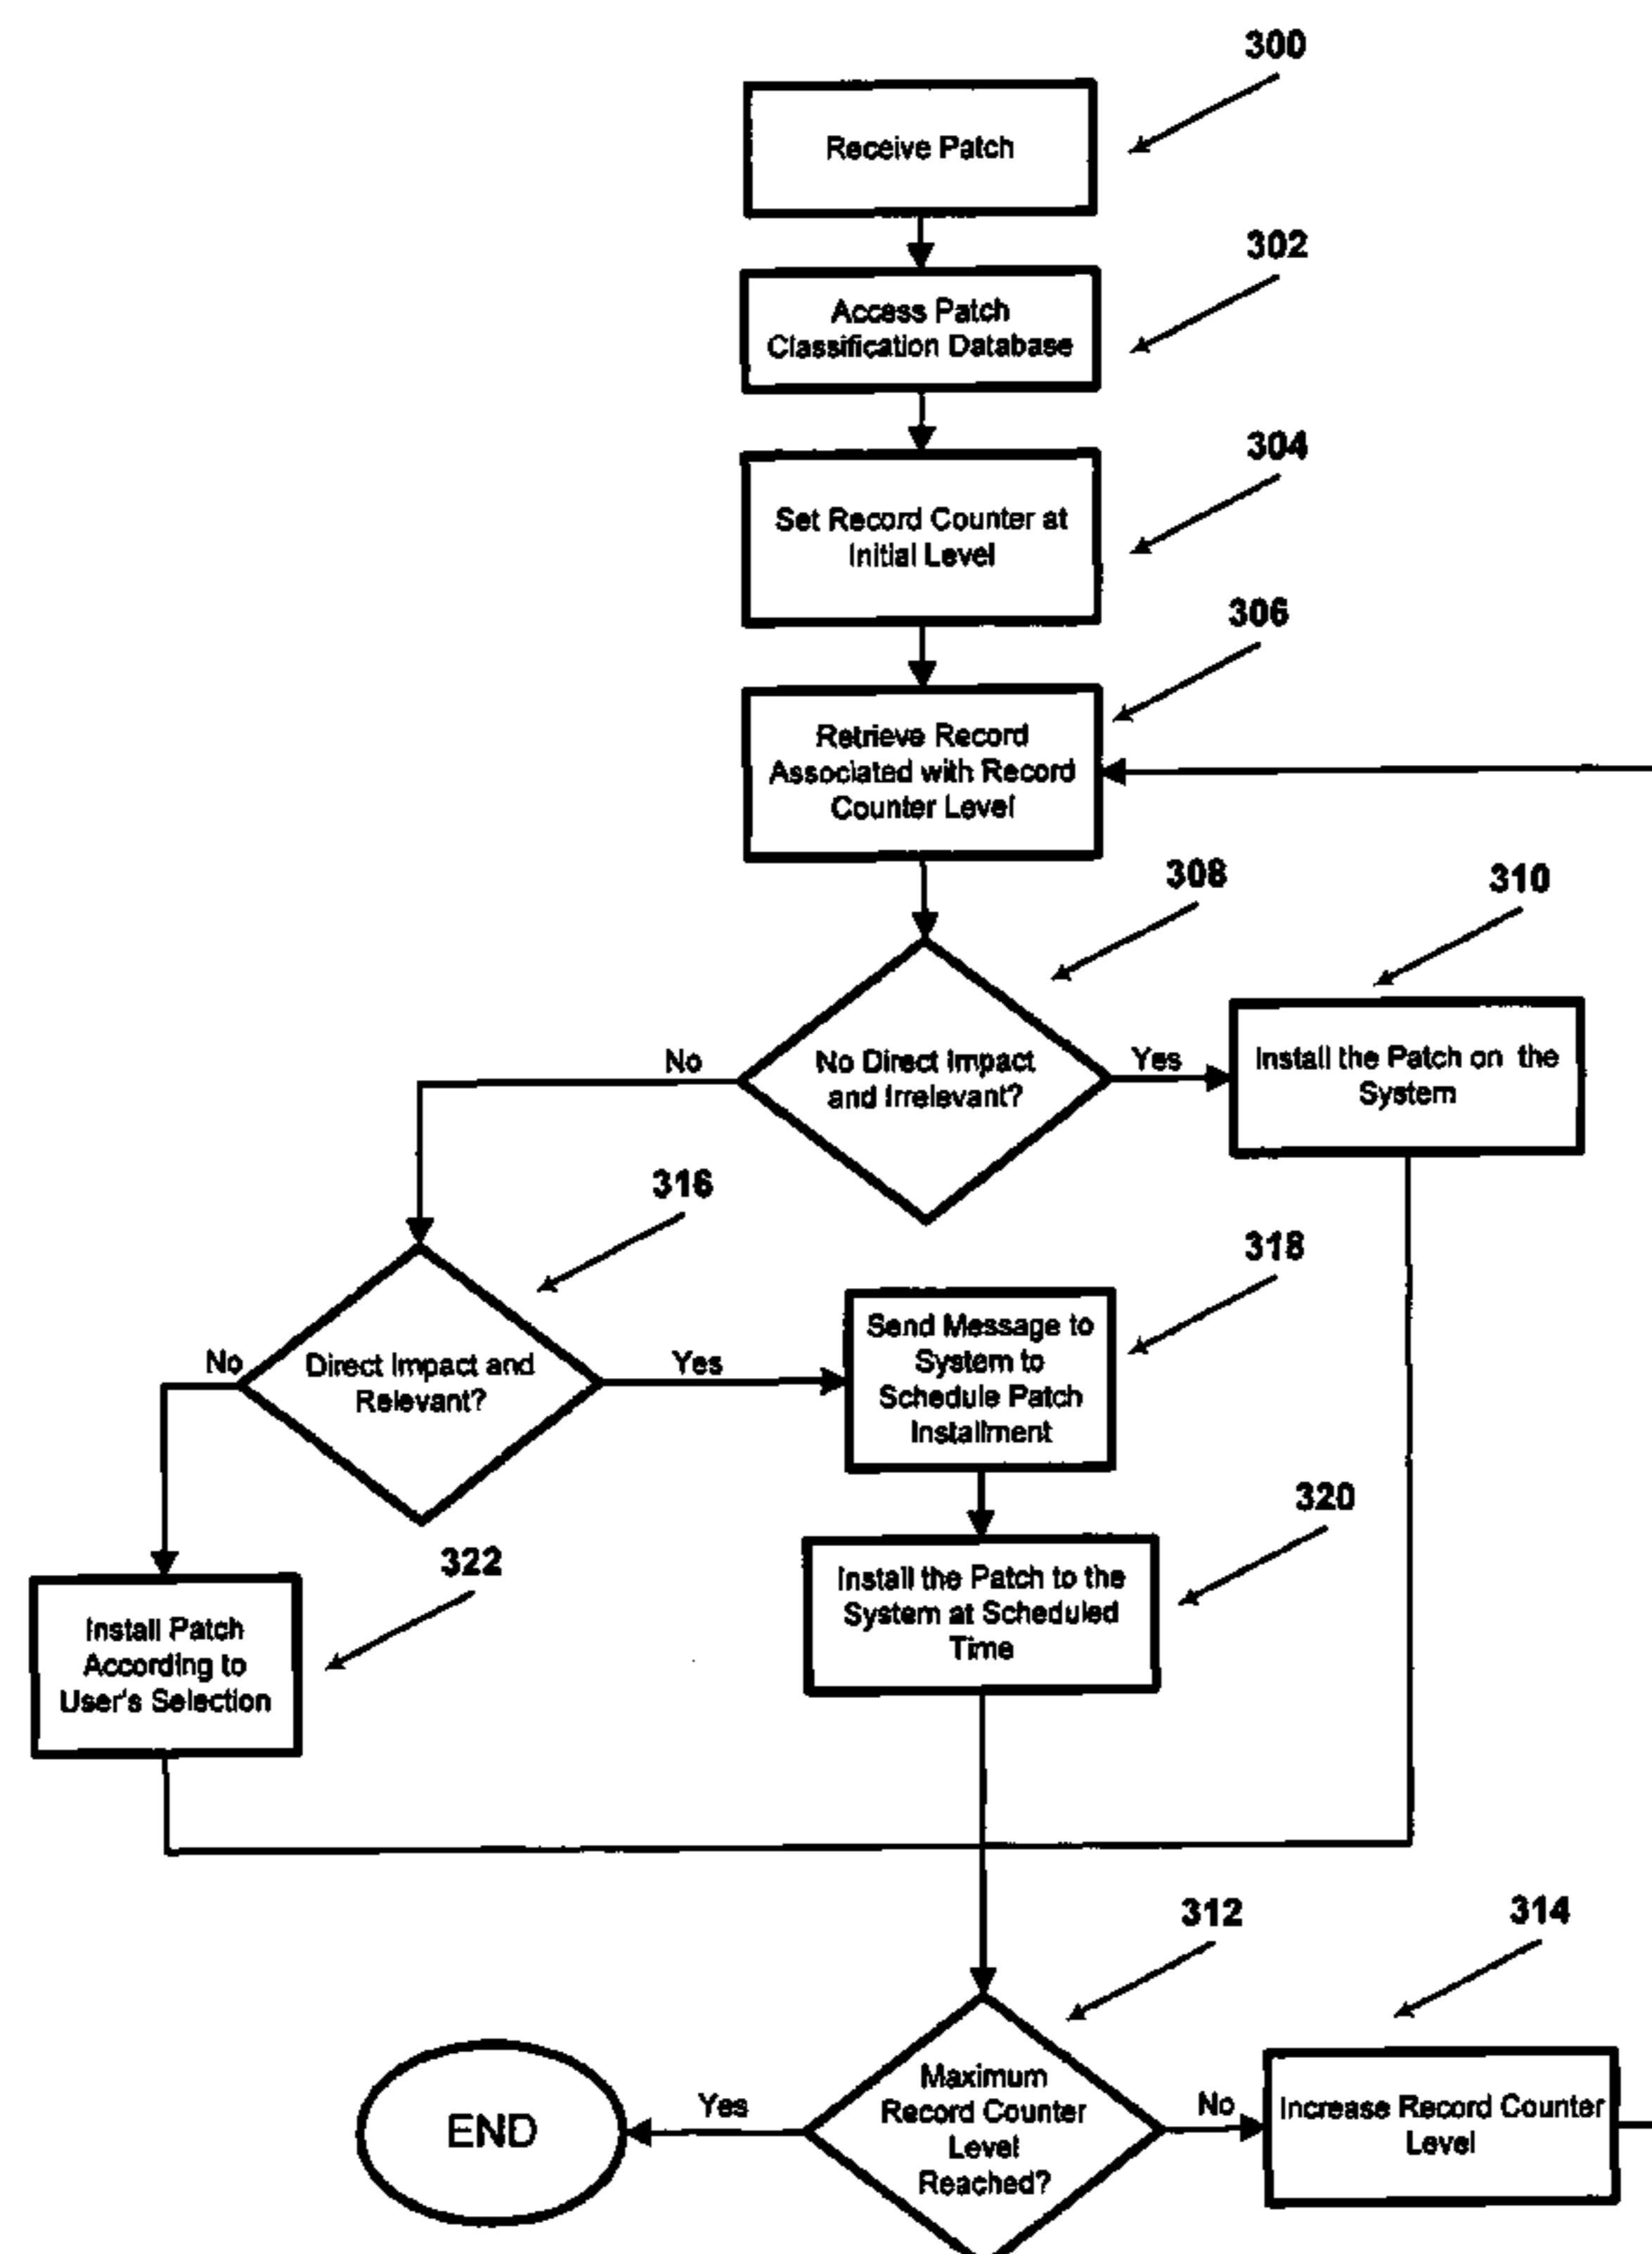 300
Receive Patch
302
Access Patch
Classification Database
304
Set Record Counter at
Initial Level
306
Retrieve Record
Associated with Record
Counter Level
308
310
No
No Direct Impact
and Irrelevant?
Yes
Install the Patch on the
System
316
318
No
Direct Impact and
Relevant?
Yes
Send Message to
System to
Schedule Patch
Installment
320
Install the Patch to the
System at Scheduled
Time
322
Install Patch
According to
User's Selection
312
314
END
Yes
Maximum
Record Counter
Level
Reached?
No
Increase Record Counter
Level